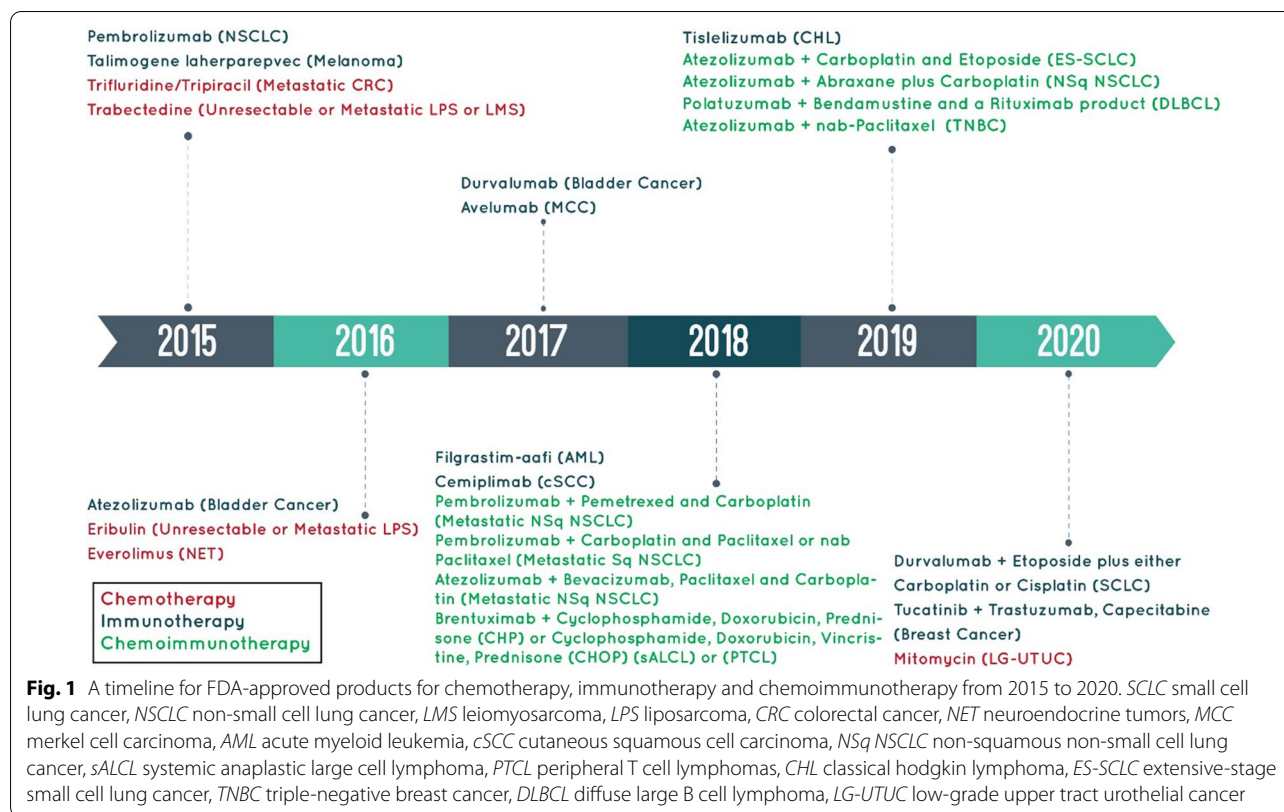 Pembrolizumab (NSCLC)
Talimogene laherparepvec (Melanoma)
Trifluridine/Tripiracil (Metastatic CRC)
Trabectedine (Unresectable or Metastatic LPS or LMS)
Tislelizumab (CHL)
Atezolizumab + Carboplatin and Etoposide (ES-SCLC)
Atezolizumab + Abraxane plus Carboplatin (NSq NSCLC)
Polatuzumab + Bendamustine and a Rituximab product (DLBCL)
Atezolizumab + nab-Paclitaxel (TNBC)
Durvalumab (Bladder Cancer)
Avelumab (MCC)
2015 2016 2017 2018 2019 2020
Atezolizumab (Bladder Cancer)
Eribulin (Unresectable or Metastatic LPS)
Everolimus (NET)
Filgrastim-aafi (AML)
Cemiplimab (cSCC)
Pembrolizumab + Pemetrexed and Carboplatin
(Metastatic NSq NSCLC)
Pembrolizumab + Carboplatin and Paclitaxel or nab
Paclitaxel (Metastatic Sq NSCLC)
Atezolizumab + Bevacizumab, Paclitaxel and Carbopla-
tin (Metastatic NSq NSCLC)
Brentuximab + Cyclophosphamide, Doxorubicin, Predni-
sone (CHP) or Cyclophosphamide, Doxorubicin, Vincris-
tine, Prednisone (CHOP) (sALCL) or (PTCL)
Durvalumab + Etoposide plus either
Carboplatin or Cisplatin (SCLC)
Tucatinib + Trastuzumab, Capecitabine
(Breast Cancer)
Mitomycin (LG-UTUC)
Chemotherapy
Immunotherapy
Chemoimmunotherapy
Fig. 1 A timeline for FDA-approved products for chemotherapy, immunotherapy and chemoimmunotherapy from 2015 to 2020. SCLC small cell
lung cancer, NSCLC non-small cell lung cancer, LMS leiomyosarcoma, LPS liposarcoma, CRC colorectal cancer, NET neuroendocrine tumors, MCC
merkel cell carcinoma, AML acute myeloid leukemia, cSCC cutaneous squamous cell carcinoma, NSq NSCLC non-squamous non-small cell lung
cancer, sALCL systemic anaplastic large cell lymphoma, PTCL peripheral T cell lymphomas, CHL classical hodgkin lymphoma, ES-SCLC extensive-stage
small cell lung cancer, TNBC triple-negative breast cancer, DLBCL diffuse large B cell lymphoma, LG-UTUC low-grade upper tract urothelial cancer